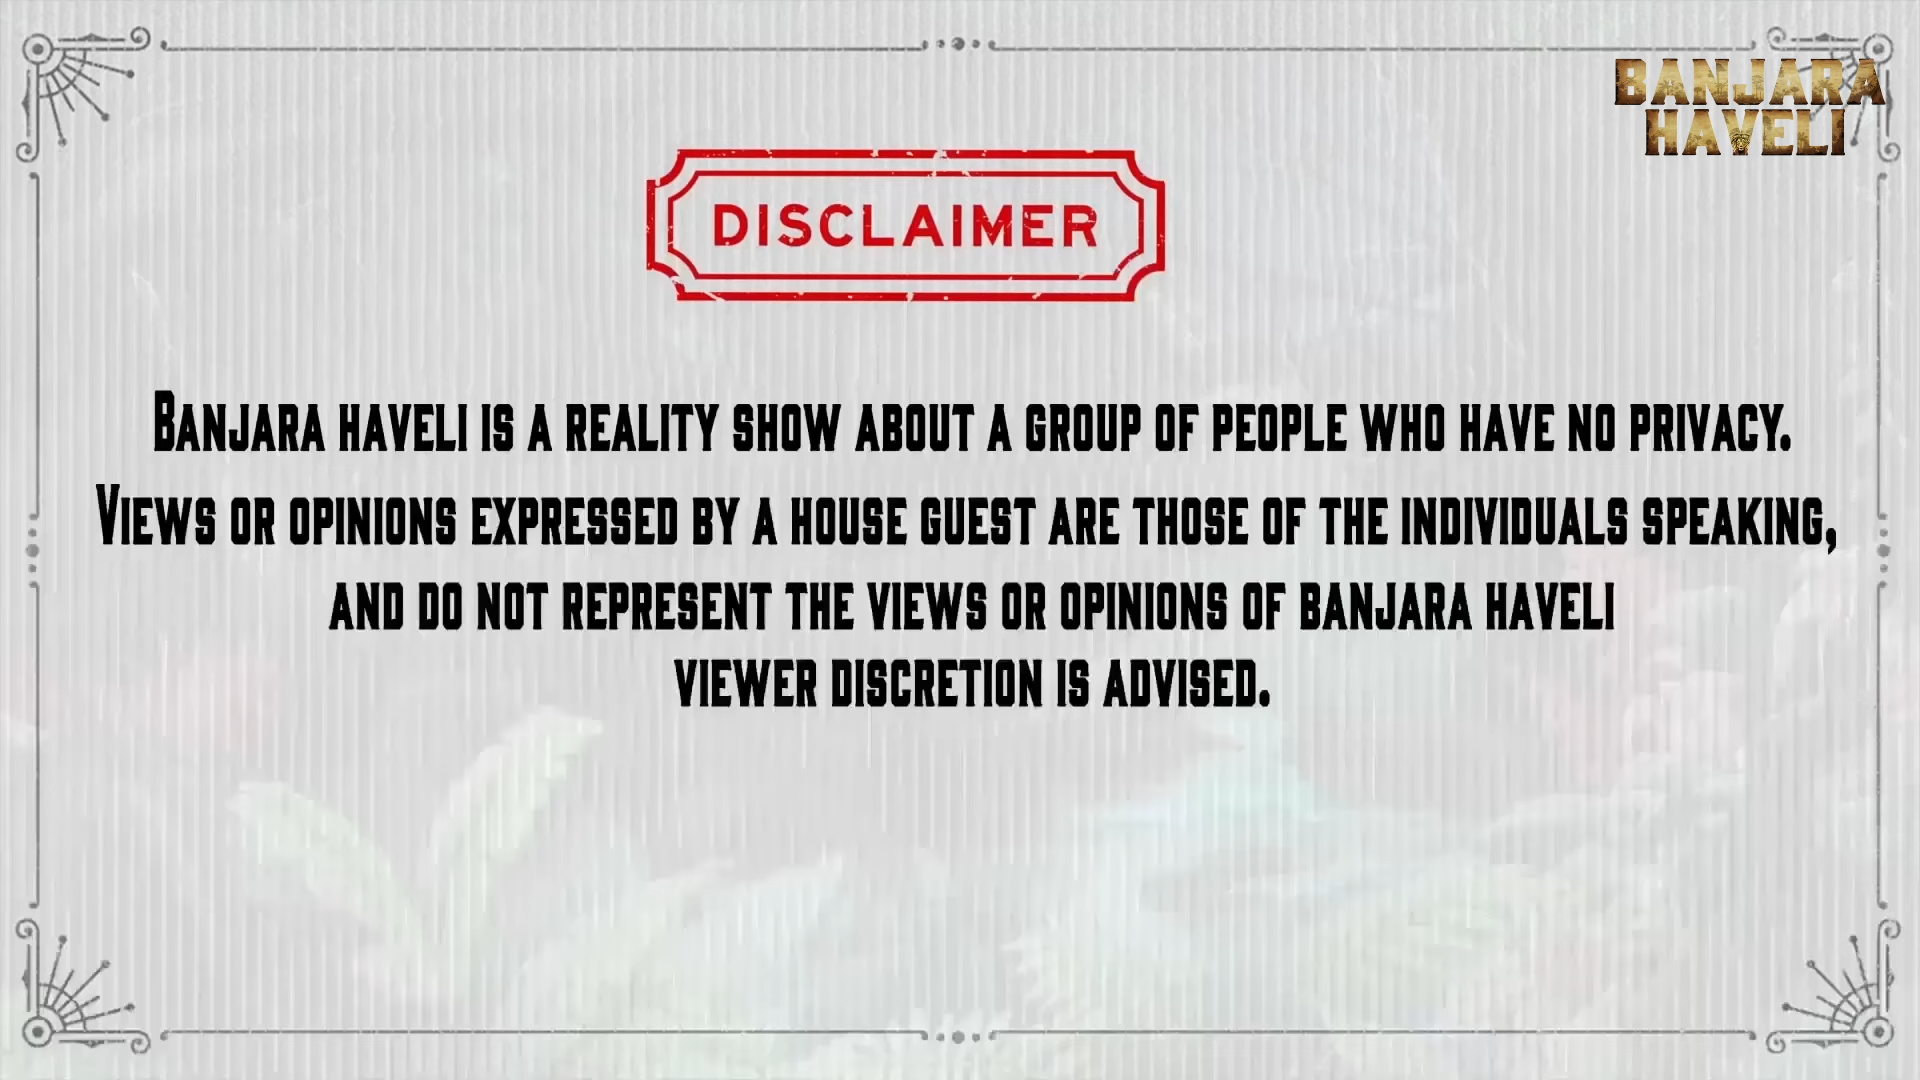 BANJARA
HAVELI
DISCLAIMER
BANJARA HAVELI IS A REALITY SHOW ABOUT A GROUP OF PEOPLE WHO HAVE NO PRIVACY.
VIEWS OR OPINIONS EXPRESSED BY A HOUSE GUEST ARE THOSE OF THE INDIVIDUALS SPEAKING,
AND DO NOT REPRESENT THE VIEWS OR OPINIONS OF BANJARA HAVELI
VIEWER DISCRETION IS ADVISED.